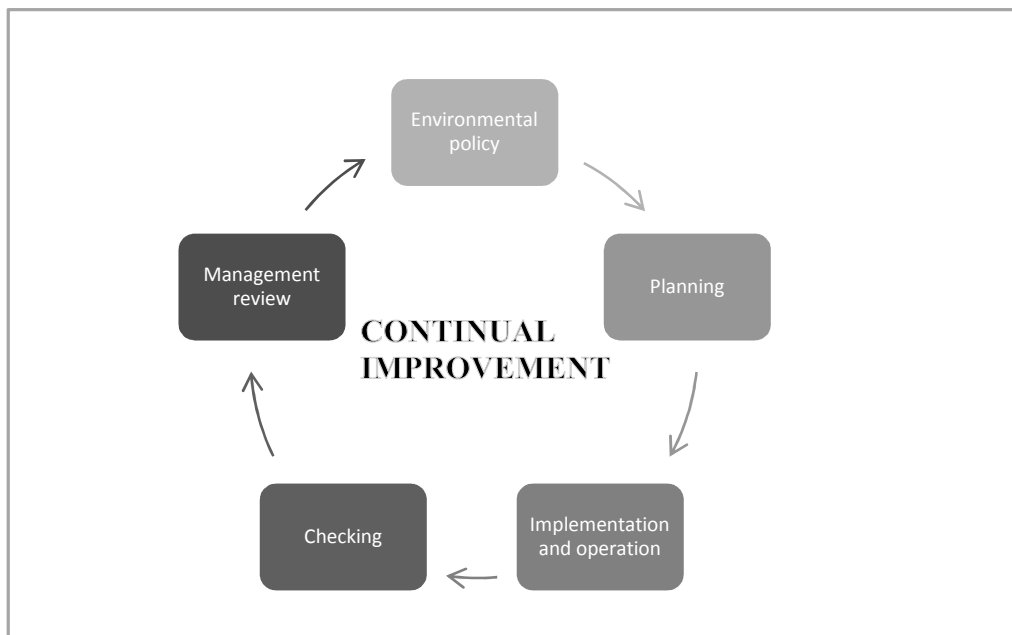 Environmental
policy
Planning
Implementation
and operation
Checking
Management
review
CONTINUAL
IMPROVEMENT